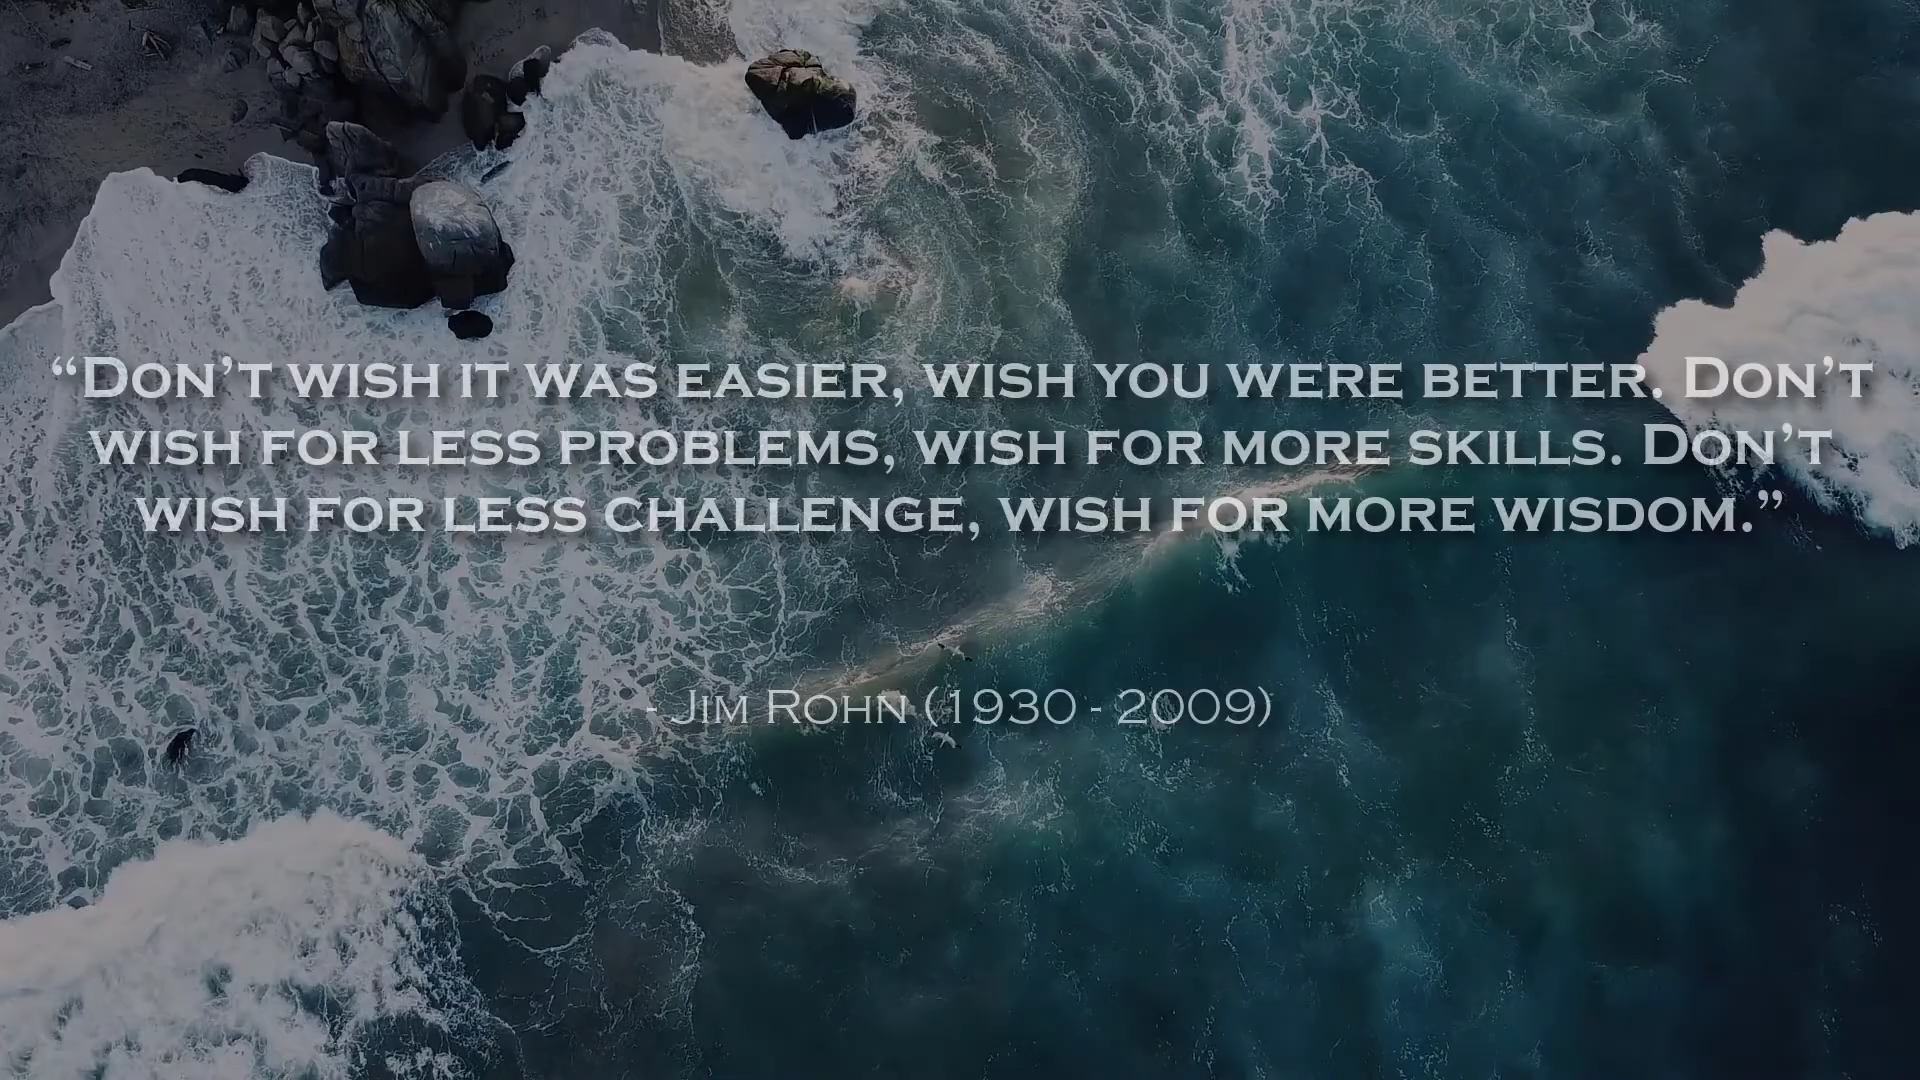 “Don’t wish it was easier, wish you were better. Don’t
wish for less problems, wish for more skills. Don’t
wish for less challenge, wish for more wisdom.”
- Jim Rohn (1930 - 2009)